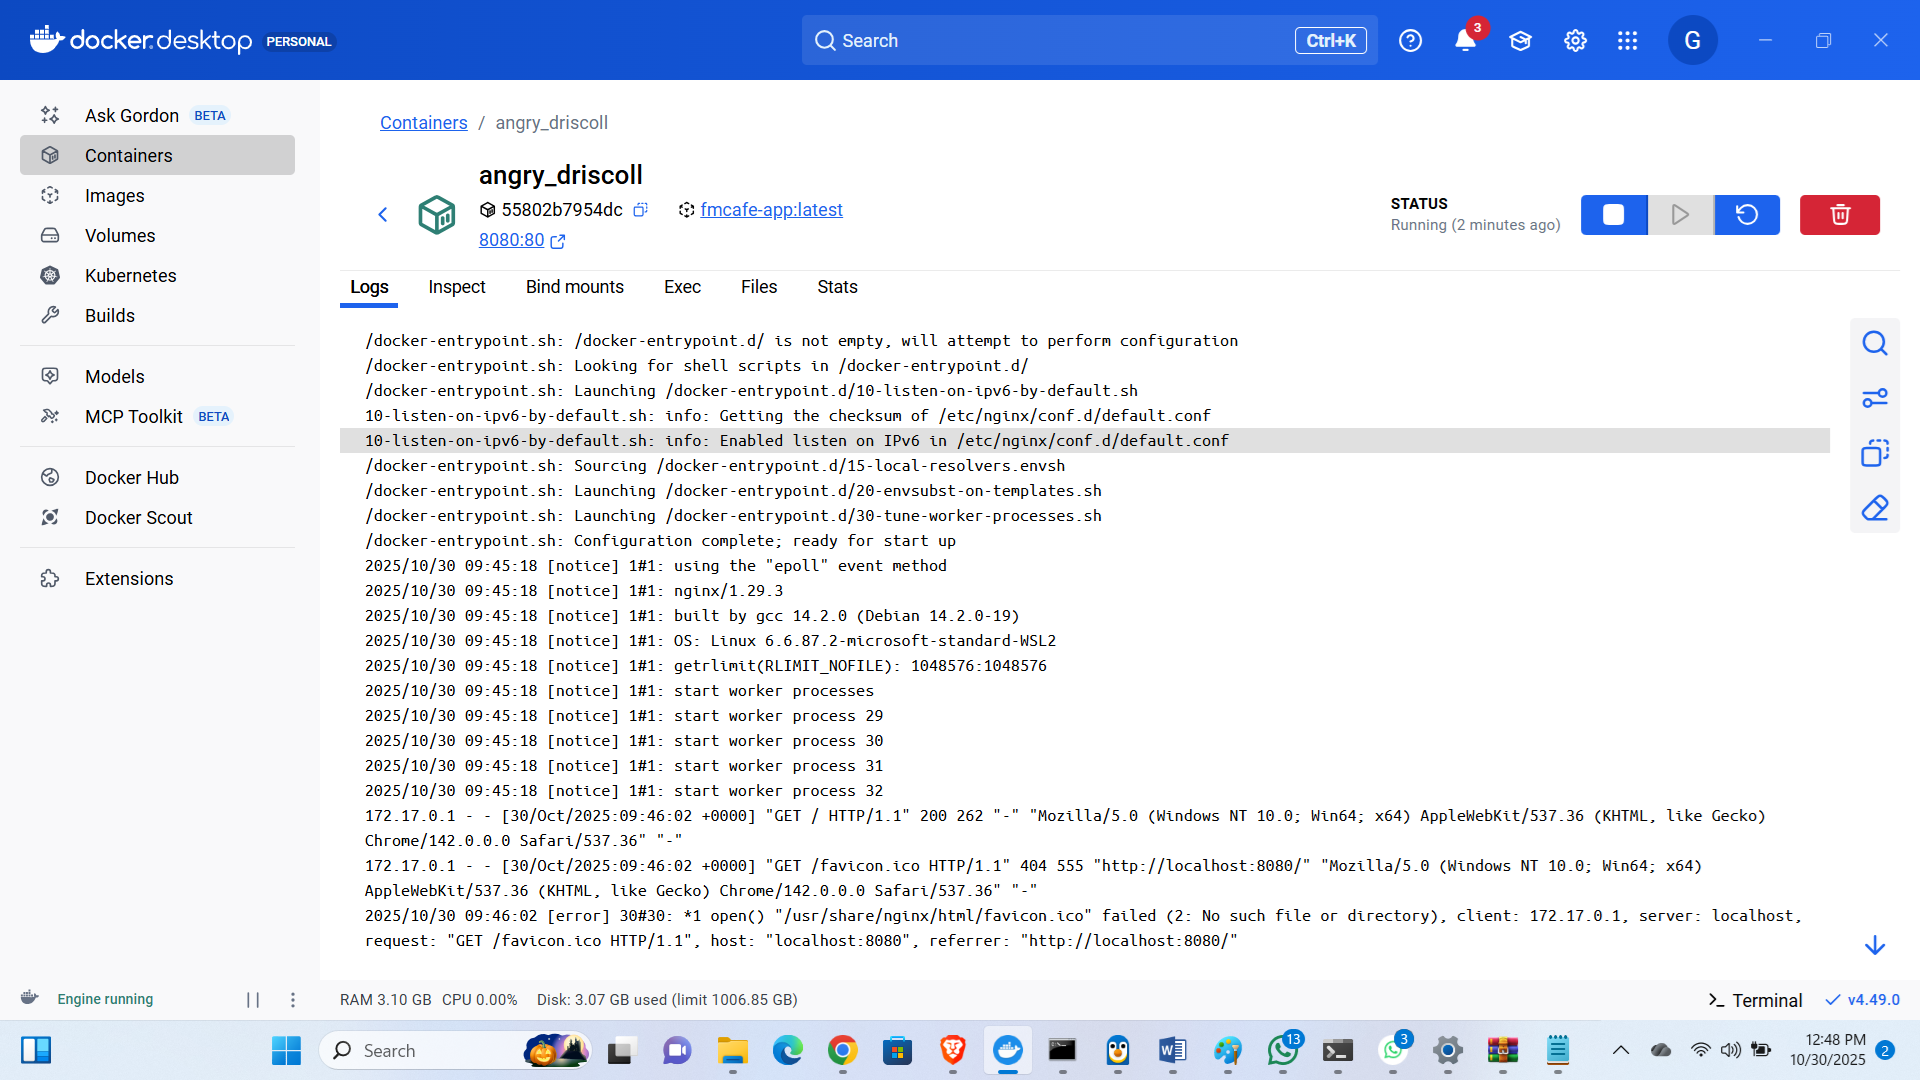 docker.desktop PERSONAL
Search
Ctrl+K
3
G
Ask Gordon BETA
Containers
Images
Volumes
Kubernetes
Builds
Models
MCP Toolkit BETA
Docker Hub
Docker Scout
Extensions
Containers / angry_driscoll
angry_driscoll
55802b7954dc fmcafe-app:latest
8080:80
STATUS
Running (2 minutes ago)
Logs Inspect Bind mounts Exec Files Stats
/docker-entrypoint.sh: /docker-entrypoint.d/ is not empty, will attempt to perform configuration
/docker-entrypoint.sh: Looking for shell scripts in /docker-entrypoint.d/
/docker-entrypoint.sh: Launching /docker-entrypoint.d/10-listen-on-ipv6-by-default.sh
10-listen-on-ipv6-by-default.sh: info: Getting the checksum of /etc/nginx/conf.d/default.conf
10-listen-on-ipv6-by-default.sh: info: Enabled listen on IPv6 in /etc/nginx/conf.d/default.conf
/docker-entrypoint.sh: Sourcing /docker-entrypoint.d/15-local-resolvers.envsh
/docker-entrypoint.sh: Launching /docker-entrypoint.d/20-envsubst-on-templates.sh
/docker-entrypoint.sh: Launching /docker-entrypoint.d/30-tune-worker-processes.sh
/docker-entrypoint.sh: Configuration complete; ready for start up
2025/10/30 09:45:18 [notice] 1#1: using the "epoll" event method
2025/10/30 09:45:18 [notice] 1#1: nginx/1.29.3
2025/10/30 09:45:18 [notice] 1#1: built by gcc 14.2.0 (Debian 14.2.0-19)
2025/10/30 09:45:18 [notice] 1#1: OS: Linux 6.6.87.2-microsoft-standard-WSL2
2025/10/30 09:45:18 [notice] 1#1: getrlimit(RLIMIT_NOFILE): 1048576:1048576
2025/10/30 09:45:18 [notice] 1#1: start worker processes
2025/10/30 09:45:18 [notice] 1#1: start worker process 29
2025/10/30 09:45:18 [notice] 1#1: start worker process 30
2025/10/30 09:45:18 [notice] 1#1: start worker process 31
2025/10/30 09:45:18 [notice] 1#1: start worker process 32
172.17.0.1 - - [30/Oct/2025:09:46:02 +0000] "GET / HTTP/1.1" 200 262 "-" "Mozilla/5.0 (Windows NT 10.0; Win64; x64) AppleWebKit/537.36 (KHTML, like Gecko)
Chrome/142.0.0.0 Safari/537.36" "-"
172.17.0.1 - - [30/Oct/2025:09:46:02 +0000] "GET /favicon.ico HTTP/1.1" 404 555 "http://localhost:8080/" "Mozilla/5.0 (Windows NT 10.0; Win64; x64)
AppleWebKit/537.36 (KHTML, like Gecko) Chrome/142.0.0.0 Safari/537.36" "-"
2025/10/30 09:46:02 [error] 30#30: *1 open() "/usr/share/nginx/html/favicon.ico" failed (2: No such file or directory), client: 172.17.0.1, server: localhost,
request: "GET /favicon.ico HTTP/1.1", host: "localhost:8080", referrer: "http://localhost:8080/"
Engine running
RAM 3.10 GB CPU 0.00% Disk: 3.07 GB used (limit 1006.85 GB)
Terminal
v4.49.0
Search
13
3
12:48 PM
10/30/2025
2